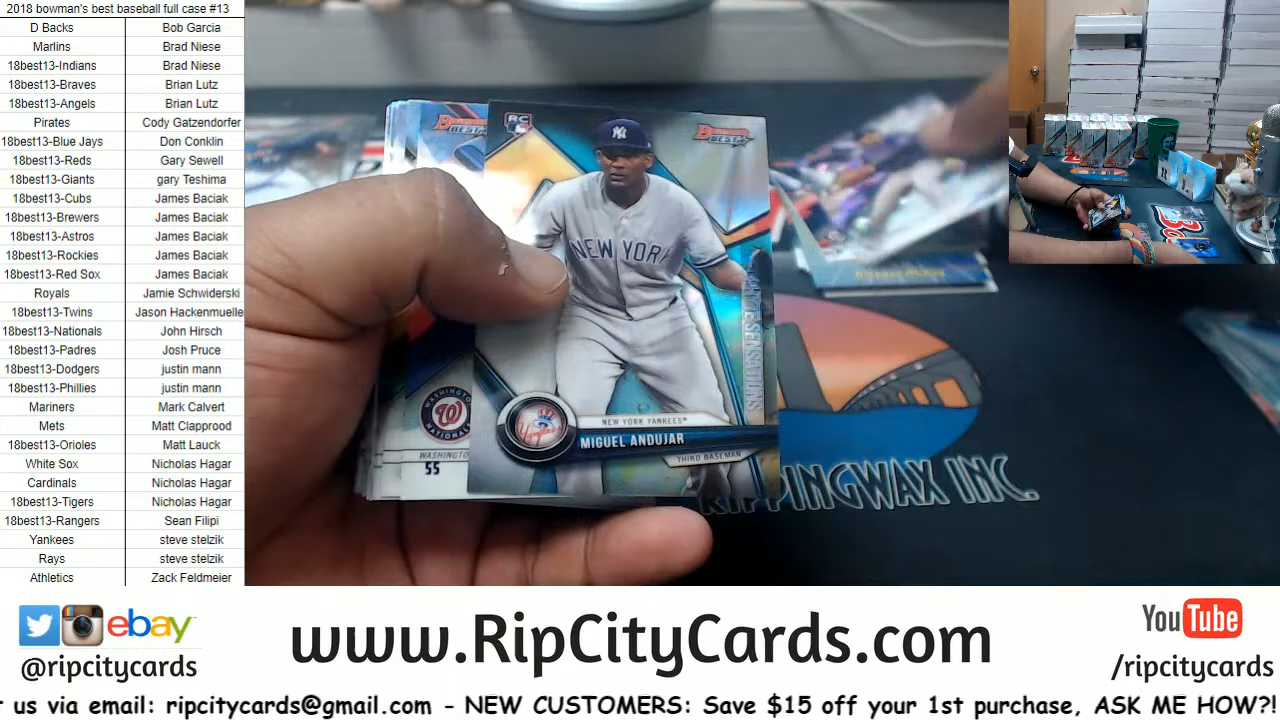 2018 bowman's best baseball full case #13
D Backs Bob Garcia
Marlins Brad Niese
18best13-Indians Brad Niese
18best13-Braves Brian Lutz
18best13-Angels Brian Lutz
Pirates Cody Gatzendorfer
18best13-Blue Jays Don Conklin
18best13-Reds Gary Sewell
18best13-Giants gary Teshima
18best13-Cubs James Baciak
18best13-Brewers James Baciak
18best13-Astros James Baciak
18best13-Rockies James Baciak
18best13-Red Sox James Baciak
Royals Jamie Schwiderski
18best13-Twins Jason Hackenmuelle
18best13-Nationals John Hirsch
18best13-Padres Josh Pruce
18best13-Dodgers justin mann
18best13-Phillies justin mann
Mariners Mark Calvert
Mets Matt Clapprood
18best13-Orioles Matt Lauck
White Sox Nicholas Hagar
Cardinals Nicholas Hagar
18best13-Tigers Nicholas Hagar
18best13-Rangers Sean Filipi
Yankees steve stelzik
Rays steve stelzik
Athletics Zack Feldmeier
RC
BOWMAN'S BEST
NEW YORK
NEW YORK YANKEES
MIGUEL ANDUJAR
THIRD BASEMAN
WASHINGTON NATIONALS
WASHINGTO
55
RIPPINGWAX INC.
ebay
@ripcitycards
www.RipCityCards.com
YouTube
/ripcitycards
r us via email: ripcitycards@gmail.com - NEW CUSTOMERS: Save $15 off your 1st purchase, ASK ME HOW?!